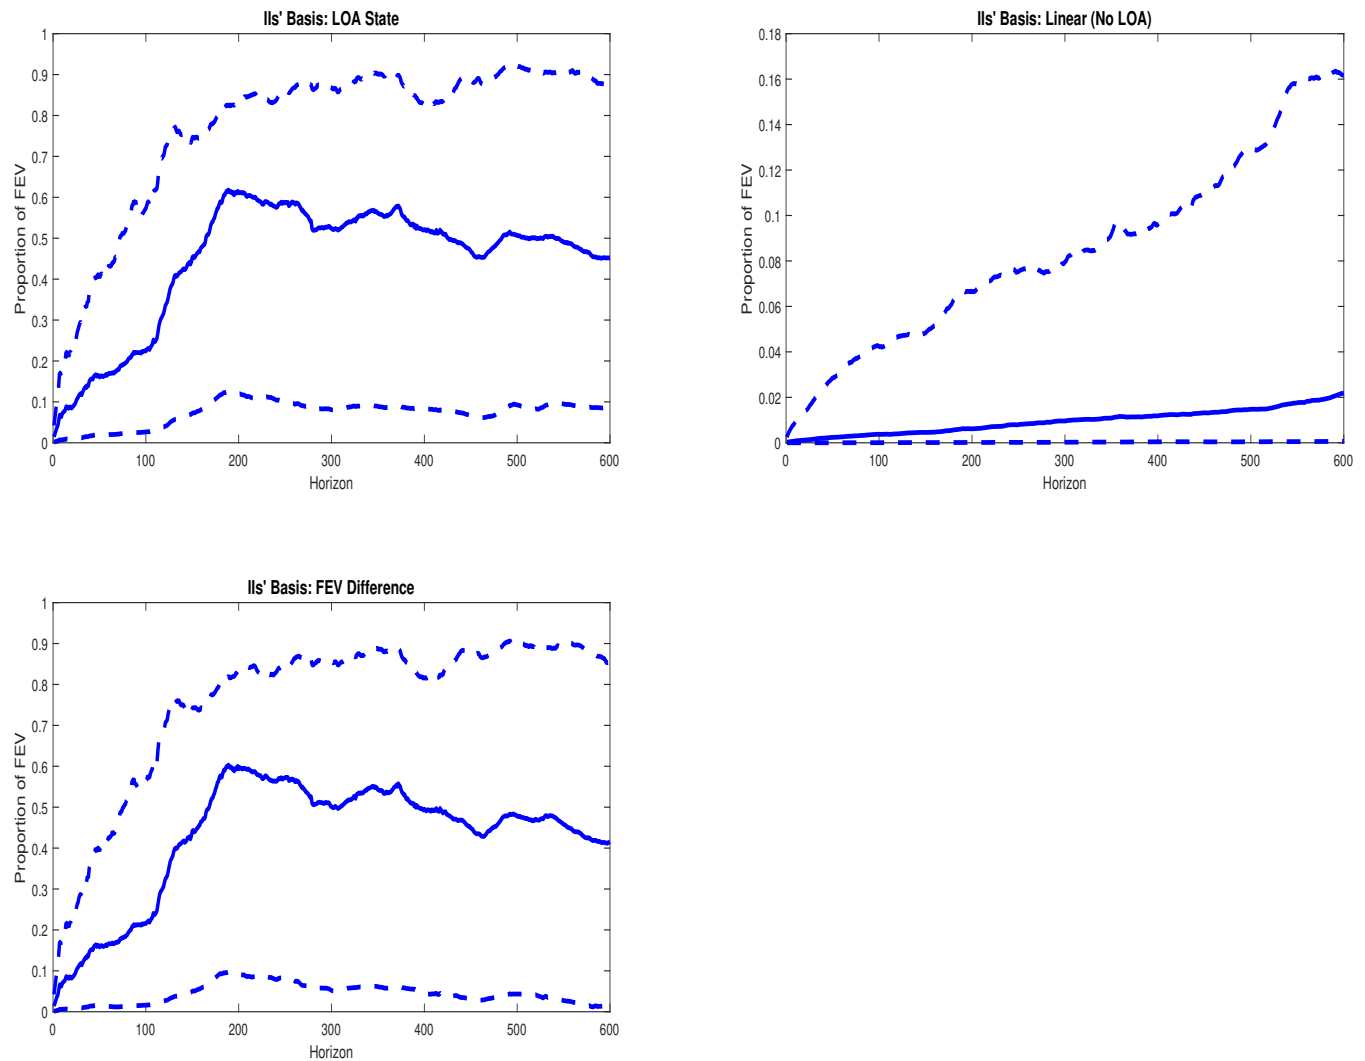 IIs' Basis: LOA State
1
0.9
0.8
0.7
0.6
0.5
0.4
0.3
0.2
0.1
0
Proportion of FEV
0 100 200 300 400 500 600
Horizon
IIs' Basis: Linear (No LOA)
0.18
0.16
0.14
0.12
0.1
0.08
0.06
0.04
0.02
0
Proportion of FEV
0 100 200 300 400 500 600
Horizon
IIs' Basis: FEV Difference
1
0.9
0.8
0.7
0.6
0.5
0.4
0.3
0.2
0.1
0
Proportion of FEV
0 100 200 300 400 500 600
Horizon